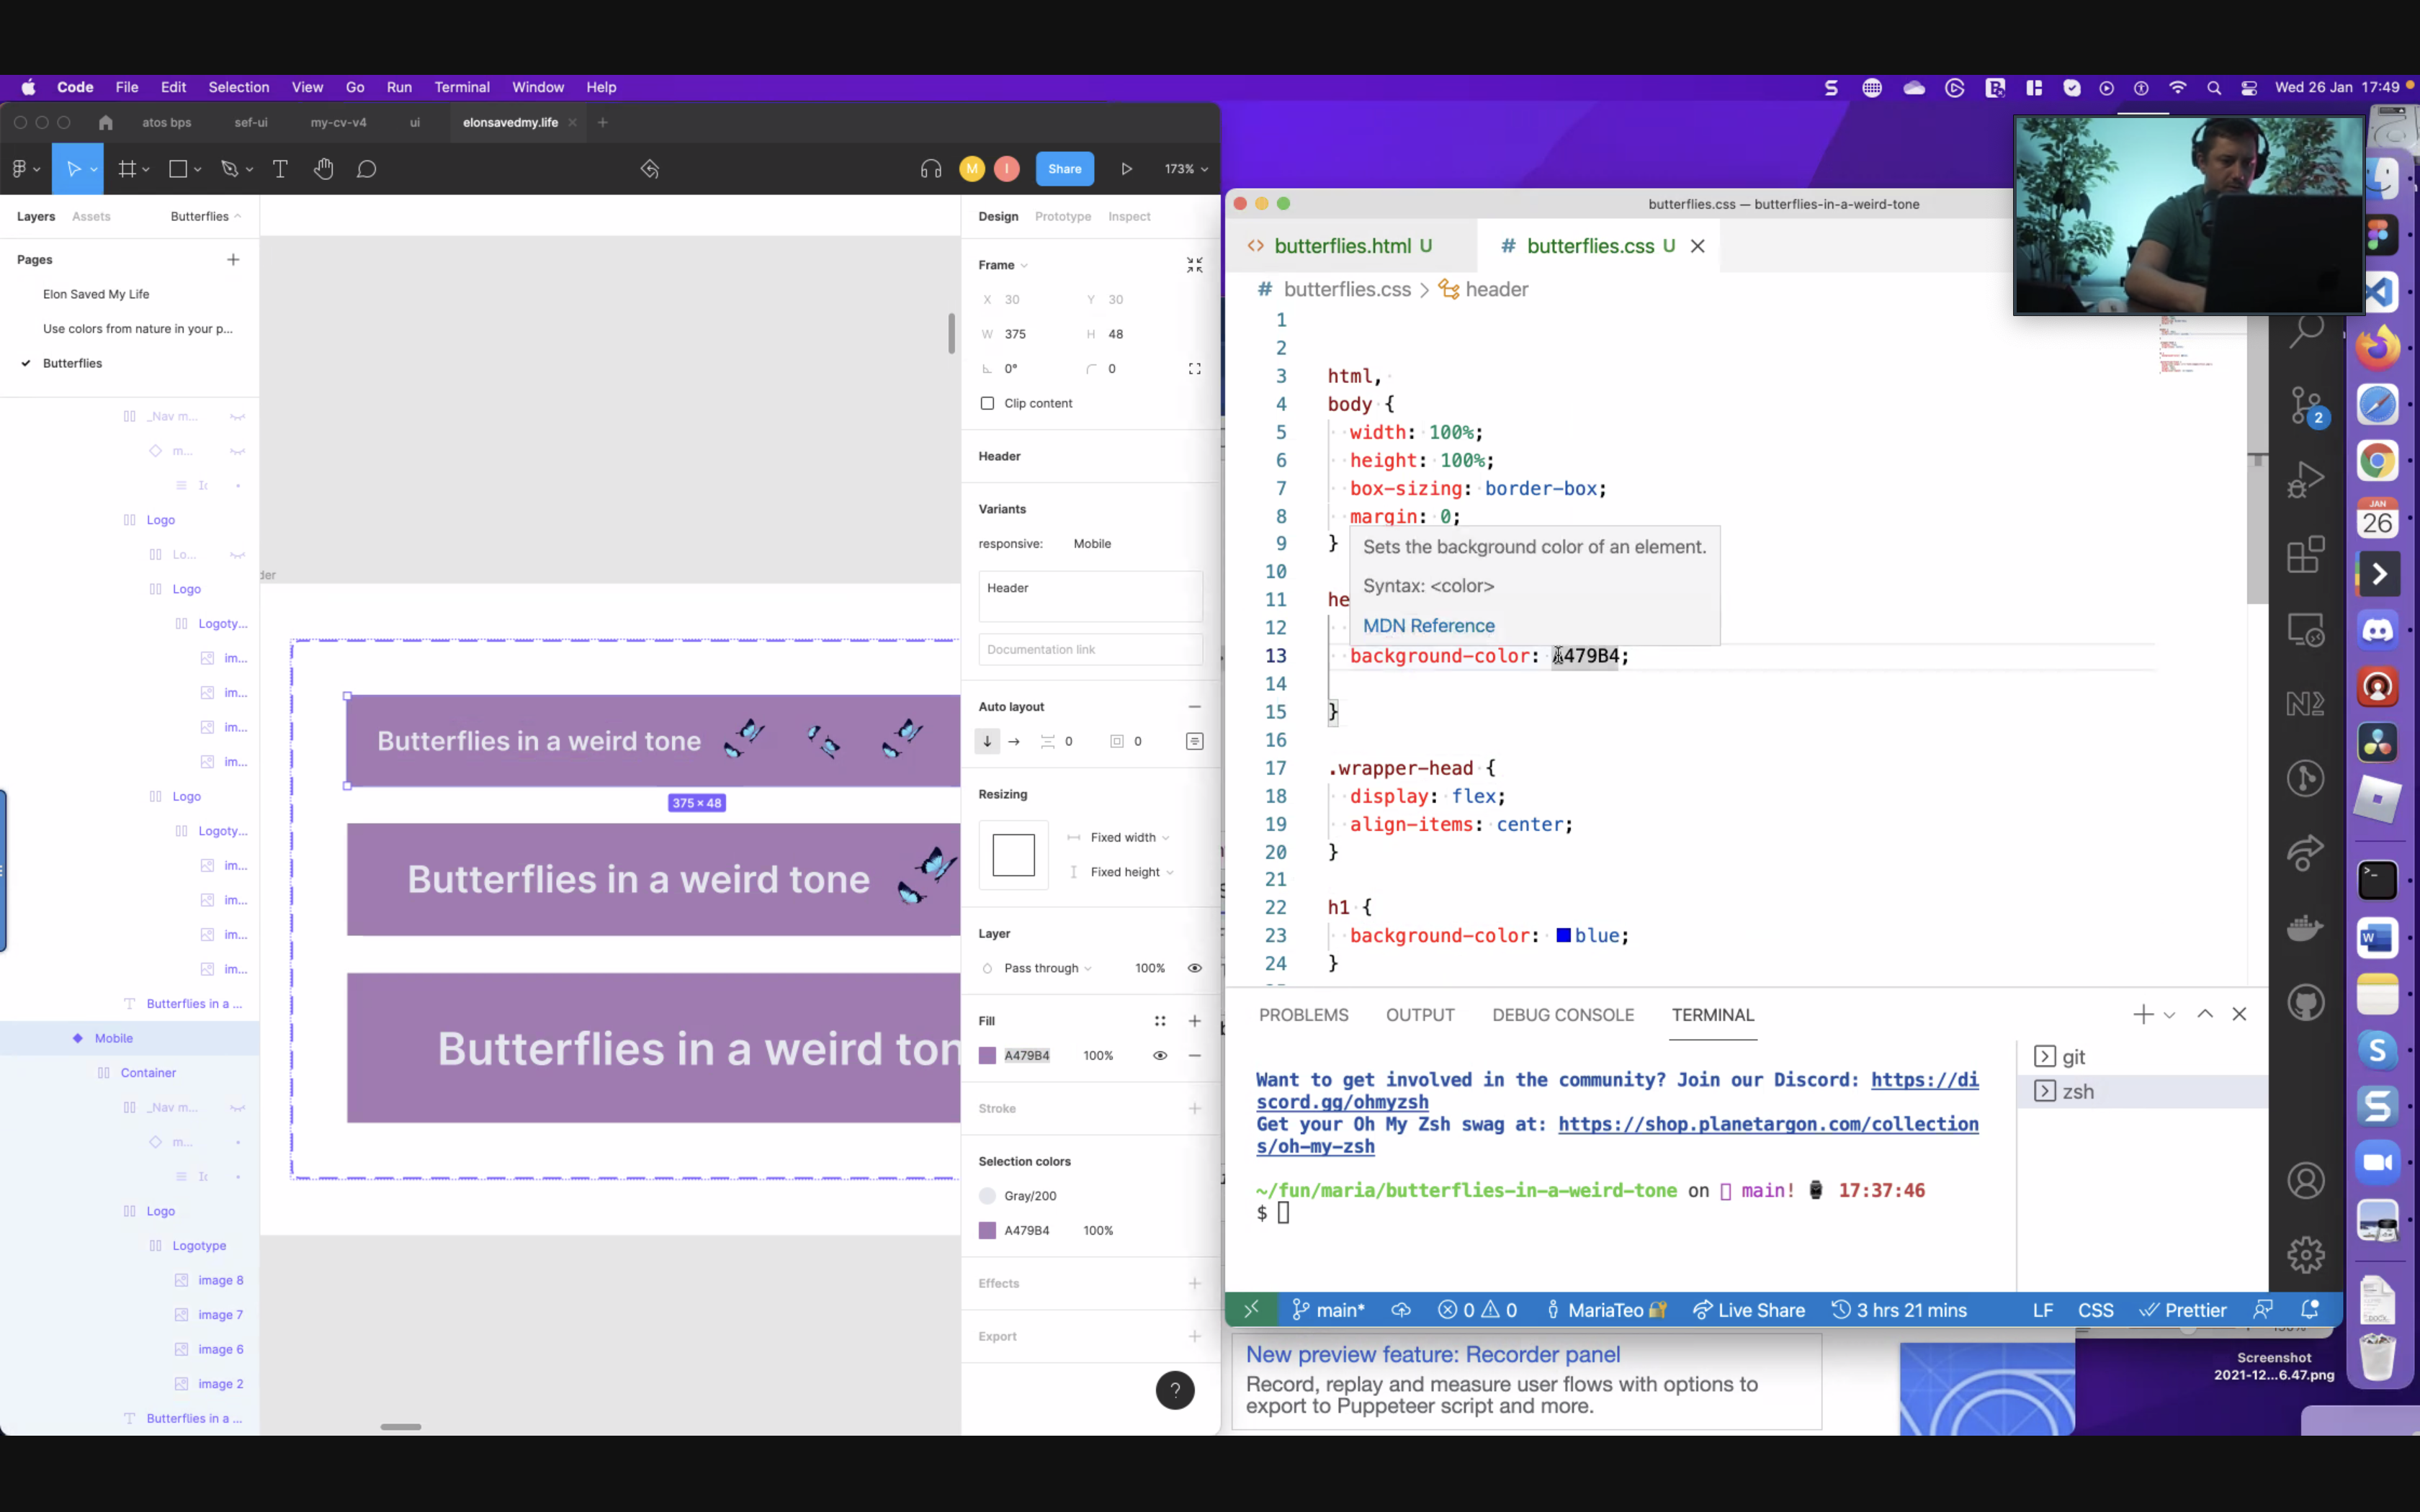 Code File Edit Selection View Go Run Terminal Window Help
Wed 26 Jan 17:49
atos bps sef-ui my-cv-v4 ui elonsavedmy.life
M I Share 173%
Layers Assets Butterflies
Pages
Elon Saved My Life
Use colors from nature in your p...
Butterflies
_Nav m...
m...
Ic
Logo
Lo...
Logo
Logoty...
im...
im...
im...
im...
Logo
Logoty...
im...
im...
im...
im...
Butterflies in a ...
Mobile
Container
_Nav m...
m...
Ic
Logo
Logotype
image 8
image 7
image 6
image 2
Butterflies in a ...
der
Butterflies in a weird tone
375 × 48
Butterflies in a weird tone
Butterflies in a weird ton
Design Prototype Inspect
Frame
X 30 Y 30
W 375 H 48
0° 0
Clip content
Header
Variants
responsive: Mobile
Header
Documentation link
Auto layout
0 0
Resizing
Fixed width
Fixed height
Layer
Pass through 100%
Fill
A479B4 100%
Stroke
Selection colors
Gray/200
A479B4 100%
Effects
Export
?
butterflies.css — butterflies-in-a-weird-tone
butterflies.html U # butterflies.css U
# butterflies.css > header
1
2
3 html,
4 body {
5 width: 100%;
6 height: 100%;
7 box-sizing: border-box;
8 margin: 0;
9 }
10
11 he
12
13 background-color: A479B4;
14
15 }
16
17 .wrapper-head {
18 display: flex;
19 align-items: center;
20 }
21
22 h1 {
23 background-color: blue;
24 }
Sets the background color of an element.
Syntax: <color>
MDN Reference
PROBLEMS OUTPUT DEBUG CONSOLE TERMINAL
Want to get involved in the community? Join our Discord: https://di
scord.gg/ohmyzsh
Get your Oh My Zsh swag at: https://shop.planetargon.com/collection
s/oh-my-zsh
~/fun/maria/butterflies-in-a-weird-tone on main! 17:37:46
$
git
zsh
main* 0 0 MariaTeo Live Share 3 hrs 21 mins LF CSS Prettier
2
JAN
26
New preview feature: Recorder panel
Record, replay and measure user flows with options to
export to Puppeteer script and more.
Screenshot
2021-12...6.47.png